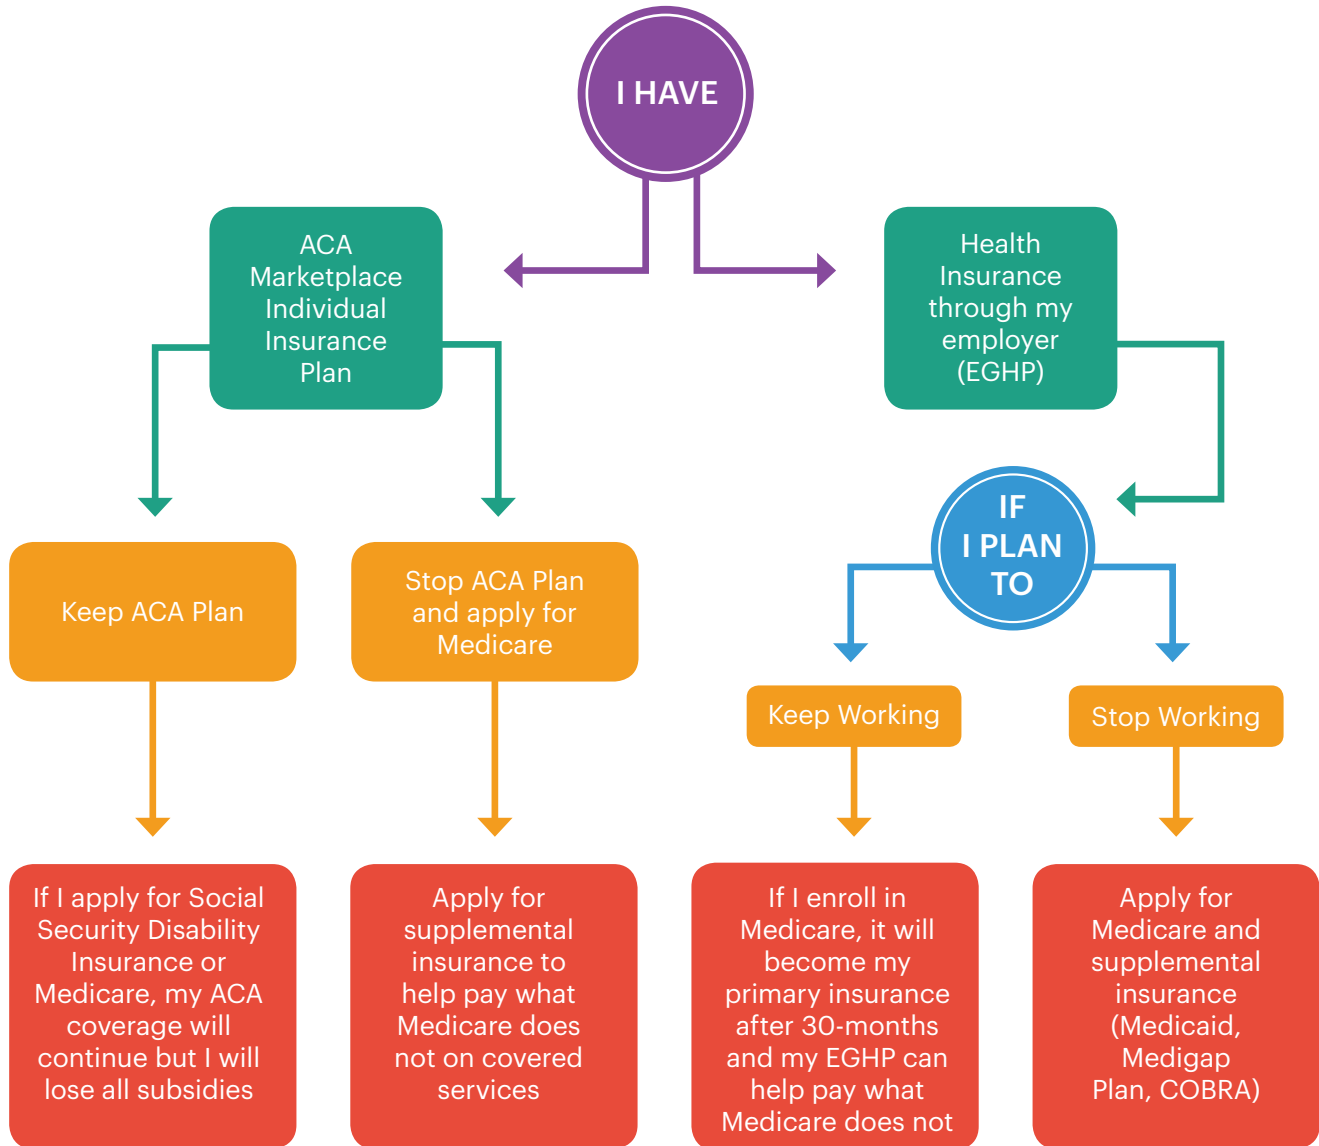 I HAVE
ACA
Marketplace
Individual
Insurance
Plan
Health
Insurance
through my
employer
(EGHP)
IF
I PLAN
TO
Keep ACA Plan
Stop ACA Plan
and apply for
Medicare
Keep Working
Stop Working
If I apply for Social
Security Disability
Insurance or
Medicare, my ACA
coverage will
continue but I will
lose all subsidies
Apply for
supplemental
insurance to
help pay what
Medicare does
not on covered
services
If I enroll in
Medicare, it will
become my
primary insurance
after 30-months
and my EGHP can
help pay what
Medicare does not
Apply for
Medicare and
supplemental
insurance
(Medicaid,
Medigap
Plan, COBRA)